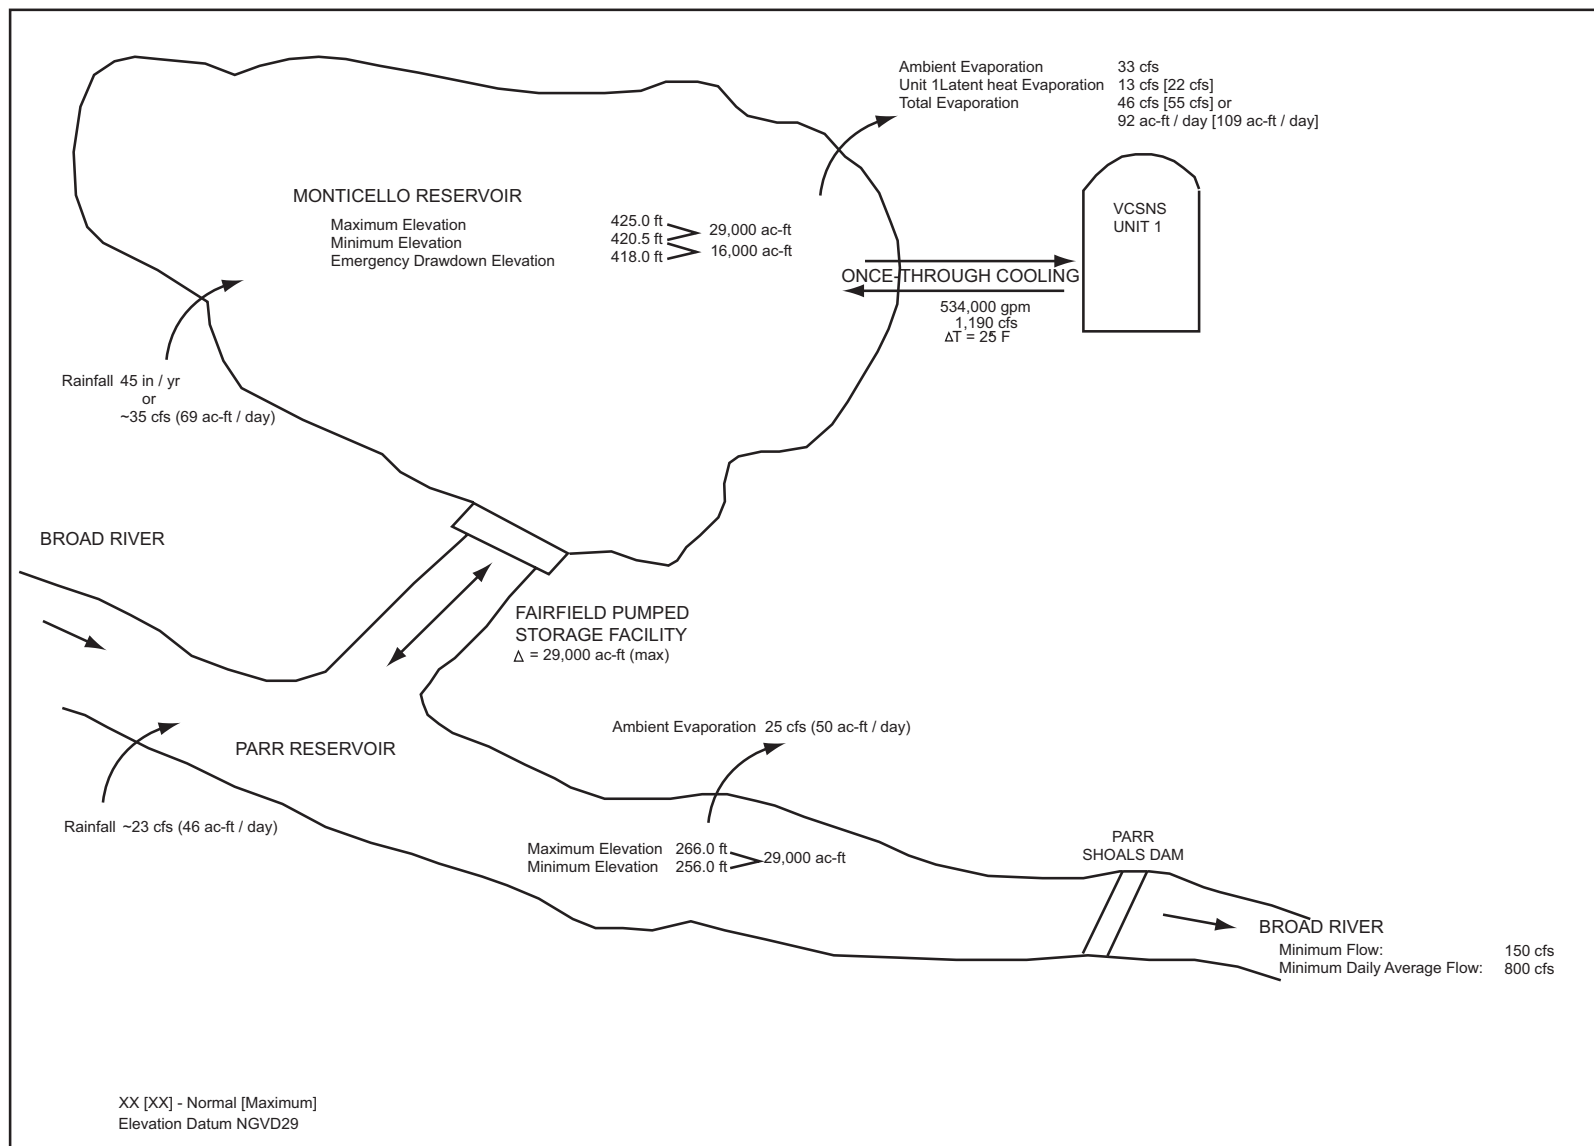 Ambient Evaporation 33 cfs
Unit 1Latent heat Evaporation 13 cfs [22 cfs]
Total Evaporation 46 cfs [55 cfs] or
92 ac-ft / day [109 ac-ft / day]
MONTICELLO RESERVOIR
Maximum Elevation 425.0 ft
Minimum Elevation 420.5 ft
Emergency Drawdown Elevation 418.0 ft
29,000 ac-ft
16,000 ac-ft
VCSNS
UNIT 1
ONCE-THROUGH COOLING
534,000 gpm
1,190 cfs
ΔT = 25 F
Rainfall 45 in / yr
or
~35 cfs (69 ac-ft / day)
BROAD RIVER
FAIRFIELD PUMPED
STORAGE FACILITY
Δ = 29,000 ac-ft (max)
Ambient Evaporation 25 cfs (50 ac-ft / day)
PARR RESERVOIR
Rainfall ~23 cfs (46 ac-ft / day)
Maximum Elevation 266.0 ft
Minimum Elevation 256.0 ft
29,000 ac-ft
PARR
SHOALS DAM
BROAD RIVER
Minimum Flow: 150 cfs
Minimum Daily Average Flow: 800 cfs
XX [XX] - Normal [Maximum]
Elevation Datum NGVD29